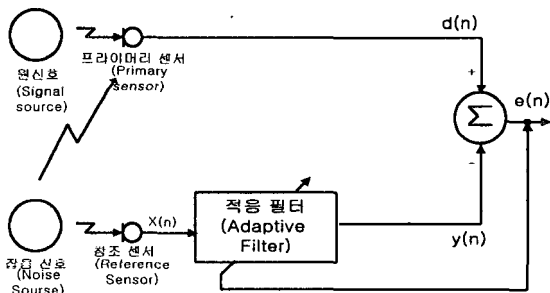 d(n)
원신호
(Signal
source)
프라이머리 센서
(Primary
sensor)
+
Σ
e(n)
-
적응 필터
(Adaptive
Filter)
X(n)
y(n)
잡음 신호
(Noise
Sourse)
참조 센서
(Reference
Sensor)